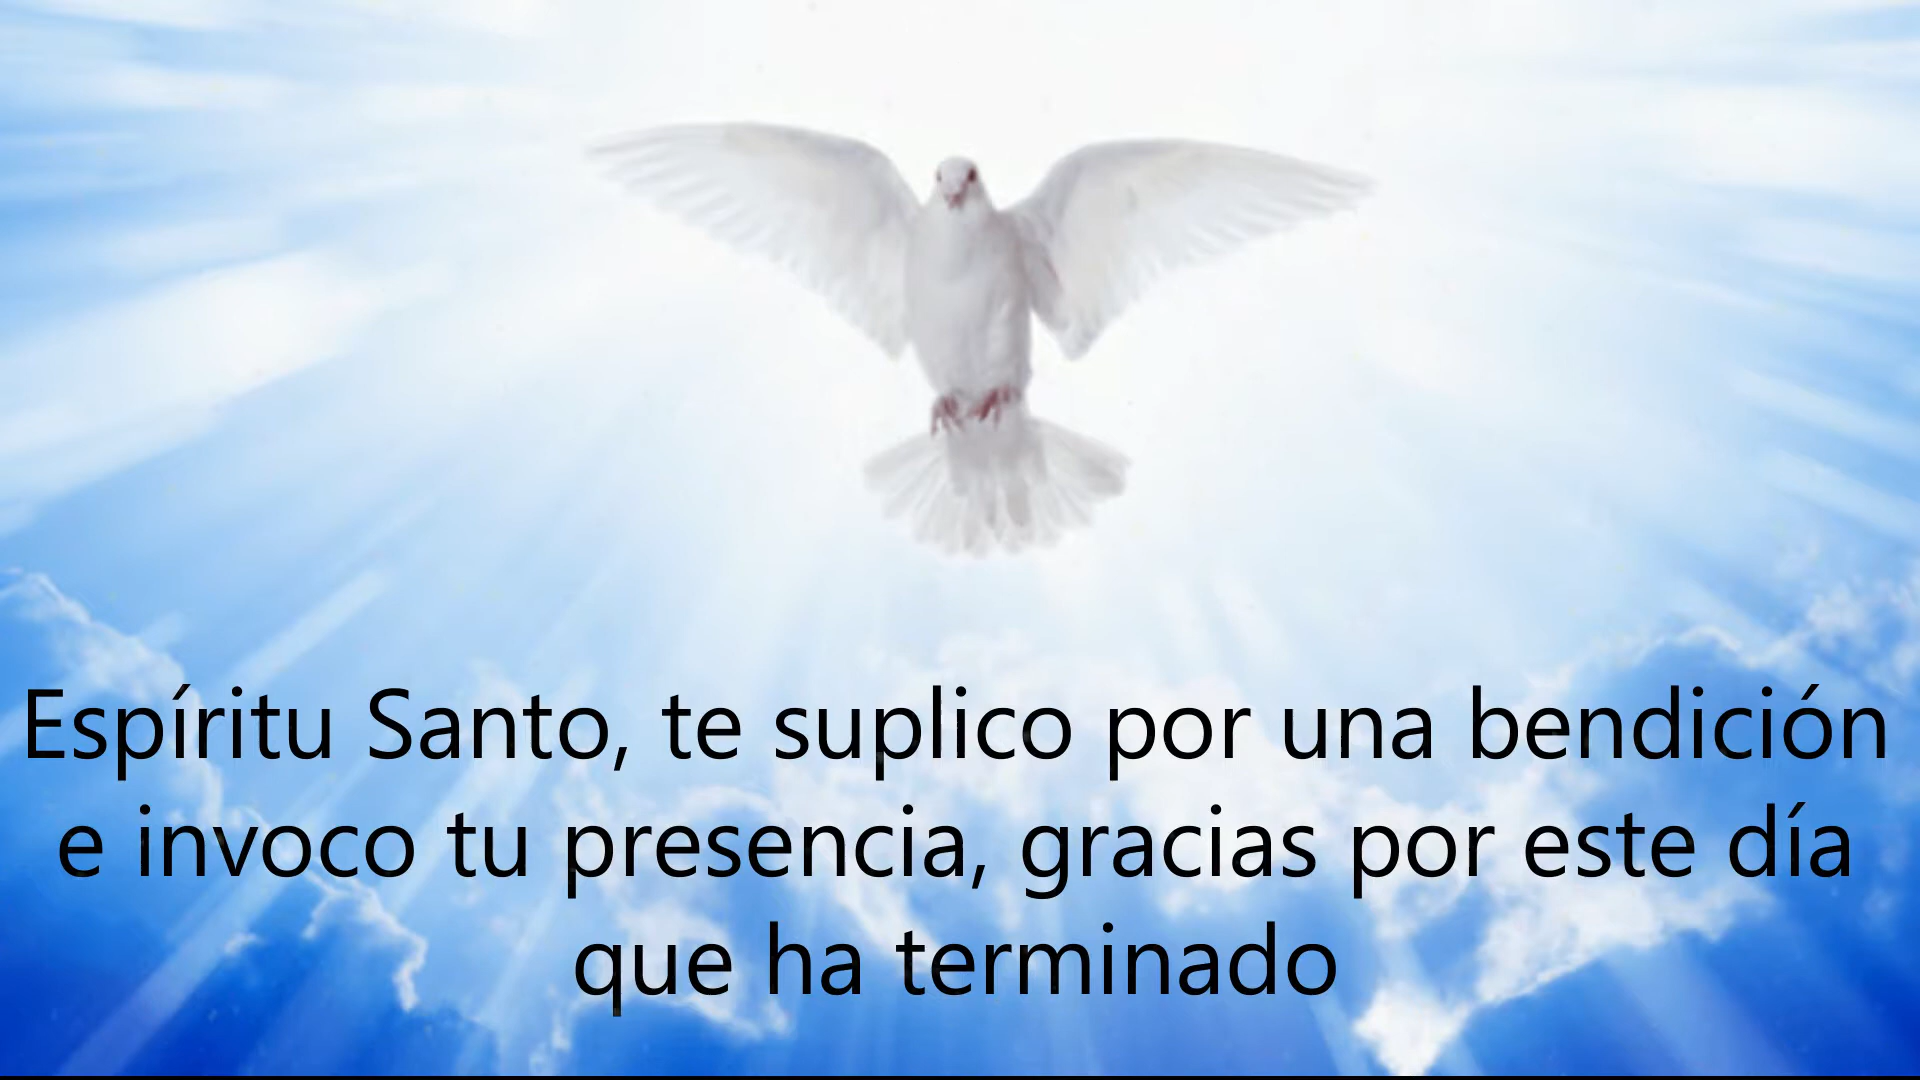 Espíritu Santo, te suplico por una bendición
e invoco tu presencia, gracias por este día
que ha terminado